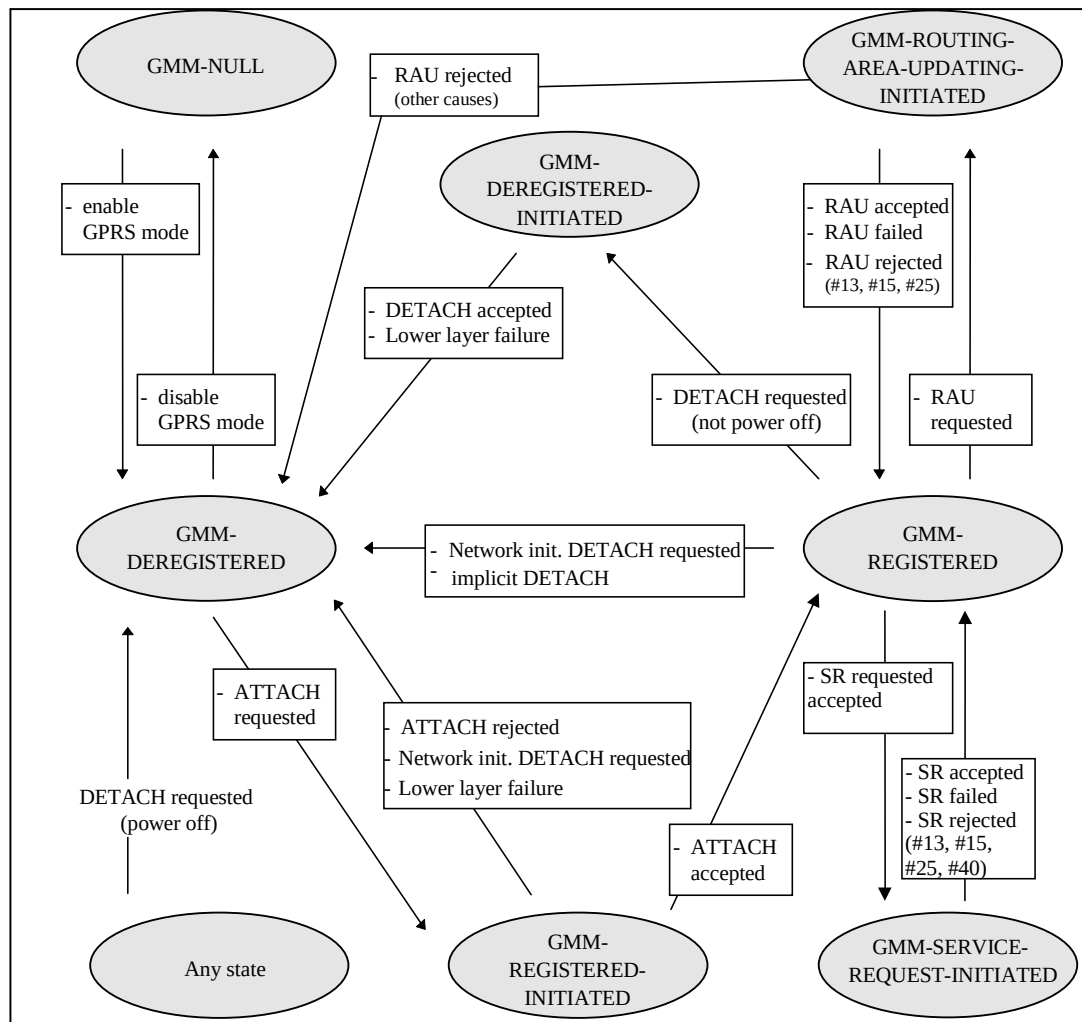 GMM-NULL
GMM-ROUTING-
AREA-UPDATING-
INITIATED
- RAU rejected
(other causes)
GMM-
DEREGISTERED-
INITIATED
- enable
GPRS mode
- RAU accepted
- RAU failed
- RAU rejected
(#13, #15, #25)
- DETACH accepted
- Lower layer failure
- disable
GPRS mode
- DETACH requested
(not power off)
- RAU
requested
GMM-
DEREGISTERED
- Network init. DETACH requested
- implicit DETACH
GMM-
REGISTERED
- ATTACH
requested
- ATTACH rejected
- Network init. DETACH requested
- Lower layer failure
- SR requested
accepted
DETACH requested
(power off)
- ATTACH
accepted
- SR accepted
- SR failed
- SR rejected
(#13, #15,
#25, #40)
Any state
GMM-
REGISTERED-
INITIATED
GMM-SERVICE-
REQUEST-INITIATED